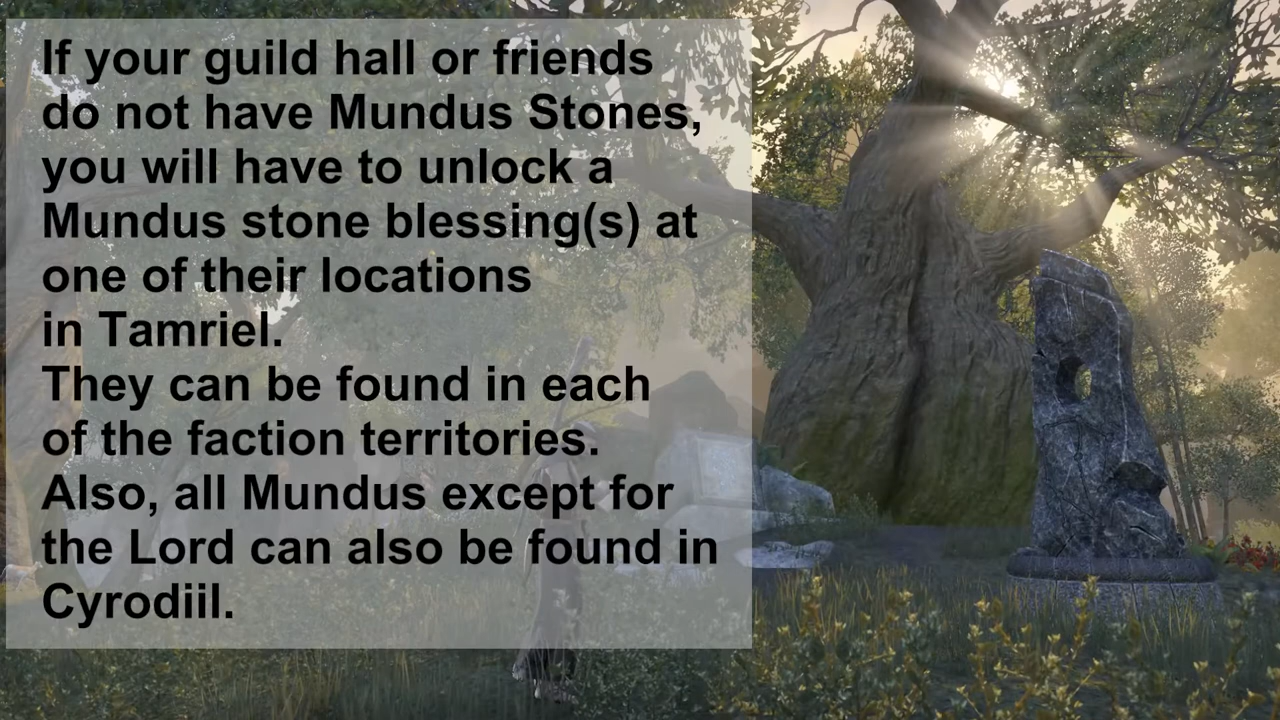 If your guild hall or friends
do not have Mundus Stones,
you will have to unlock a
Mundus stone blessing(s) at
one of their locations
in Tamriel.
They can be found in each
of the faction territories.
Also, all Mundus except for
the Lord can also be found in
Cyrodiil.